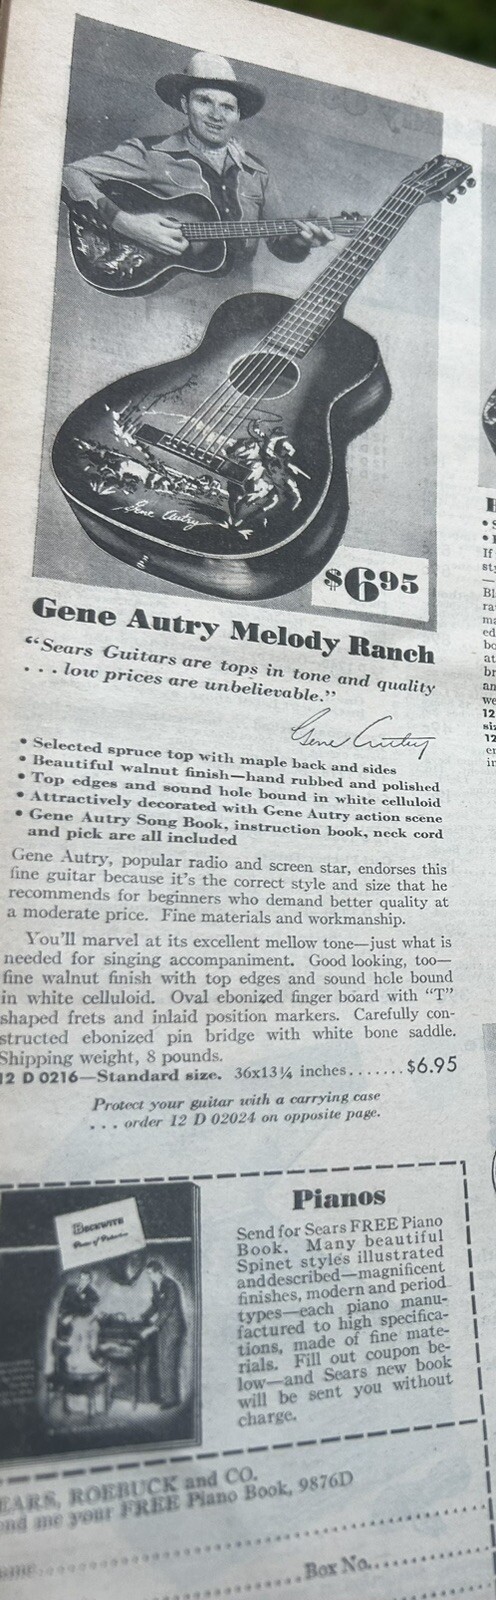 Gene Autry
$6.95
Gene Autry Melody Ranch
“Sears Guitars are tops in tone and quality
. . . low prices are unbelievable.”
Gene Autry
• Selected spruce top with maple back and sides
• Beautiful walnut finish—hand rubbed and polished
• Top edges and sound hole bound in white celluloid
• Attractively decorated with Gene Autry action scene
• Gene Autry Song Book, instruction book, neck cord
and pick are all included
Gene Autry, popular radio and screen star, endorses this
fine guitar because it's the correct style and size that he
recommends for beginners who demand better quality at
a moderate price. Fine materials and workmanship.
You'll marvel at its excellent mellow tone—just what is
needed for singing accompaniment. Good looking, too—
fine walnut finish with top edges and sound hole bound
in white celluloid. Oval ebonized finger board with “T”
shaped frets and inlaid position markers. Carefully con-
structed ebonized pin bridge with white bone saddle.
Shipping weight, 8 pounds.
12 D 0216—Standard size. 36x13¼ inches.......$6.95
Protect your guitar with a carrying case
. . . order 12 D 02024 on opposite page.
BECKWITH
Pianos
Send for Sears FREE Piano
Book. Many beautiful
Spinet styles illustrated
and described—magnificent
finishes, modern and period
types—each piano manu-
factured to high specifica-
tions, made of fine mate-
rials. Fill out coupon be-
low—and Sears new book
will be sent you without
charge.
EARS, ROEBUCK and CO.
end me your FREE Piano Book, 9876D
Box No.